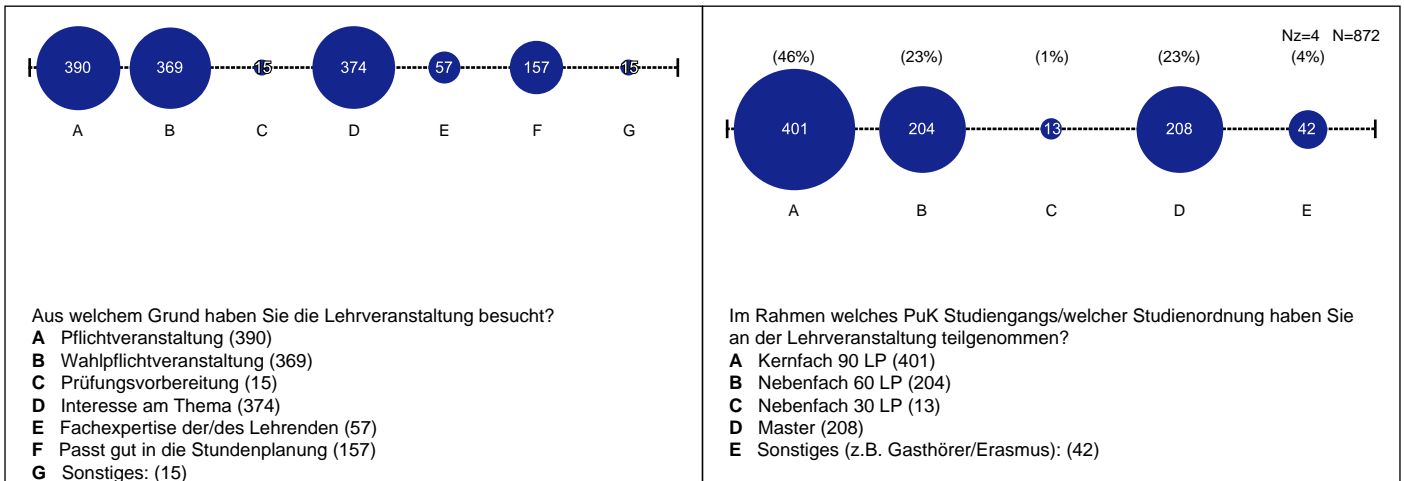 390 369 15 374 57 157 15
A B C D E F G
Aus welchem Grund haben Sie die Lehrveranstaltung besucht?
A Pflichtveranstaltung (390)
B Wahlpflichtveranstaltung (369)
C Prüfungsvorbereitung (15)
D Interesse am Thema (374)
E Fachexpertise der/des Lehrenden (57)
F Passt gut in die Stundenplanung (157)
G Sonstiges: (15)
Nz=4 N=872
(46%) (23%) (1%) (23%) (4%)
401 204 13 208 42
A B C D E
Im Rahmen welches PuK Studiengangs/welcher Studienordnung haben Sie
an der Lehrveranstaltung teilgenommen?
A Kernfach 90 LP (401)
B Nebenfach 60 LP (204)
C Nebenfach 30 LP (13)
D Master (208)
E Sonstiges (z.B. Gasthörer/Erasmus): (42)